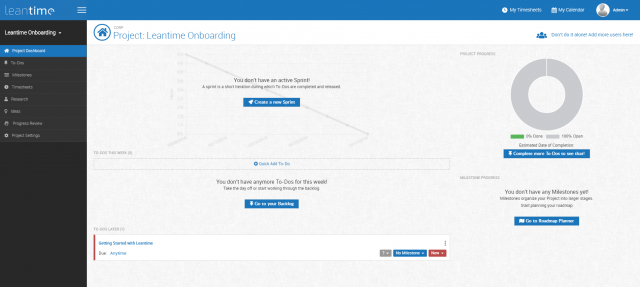 leantime
My Timesheets
My Calendar
Admin
Leantime Onboarding
Project: Leantime Onboarding
Don't do it alone! Add more users here!
Project Dashboard
To-Dos
Milestones
Timesheets
Research
Ideas
Progress Review
Project Settings
You don't have an active Sprint!
A sprint is a short iteration during which To-Dos are completed and released
Create a new Sprint
TO-DOS THIS WEEK (0)
Quick Add To-Do
You don't have anymore To-Dos for this week!
Take the day off or start working through the backlog.
Go to your Backlog
TO-DOS LATER (1)
Getting Started with Leantime
Due: Anytime
No Milestone
New
PROJECT PROGRESS
0% Done
100% Open
Estimated Date of Completion
Complete more To-Dos to see that!
MILESTONE PROGRESS
You don't have any Milestones yet!
Milestones organize your Project into larger stages
Start planning your roadmap
Go to Roadmap Planner